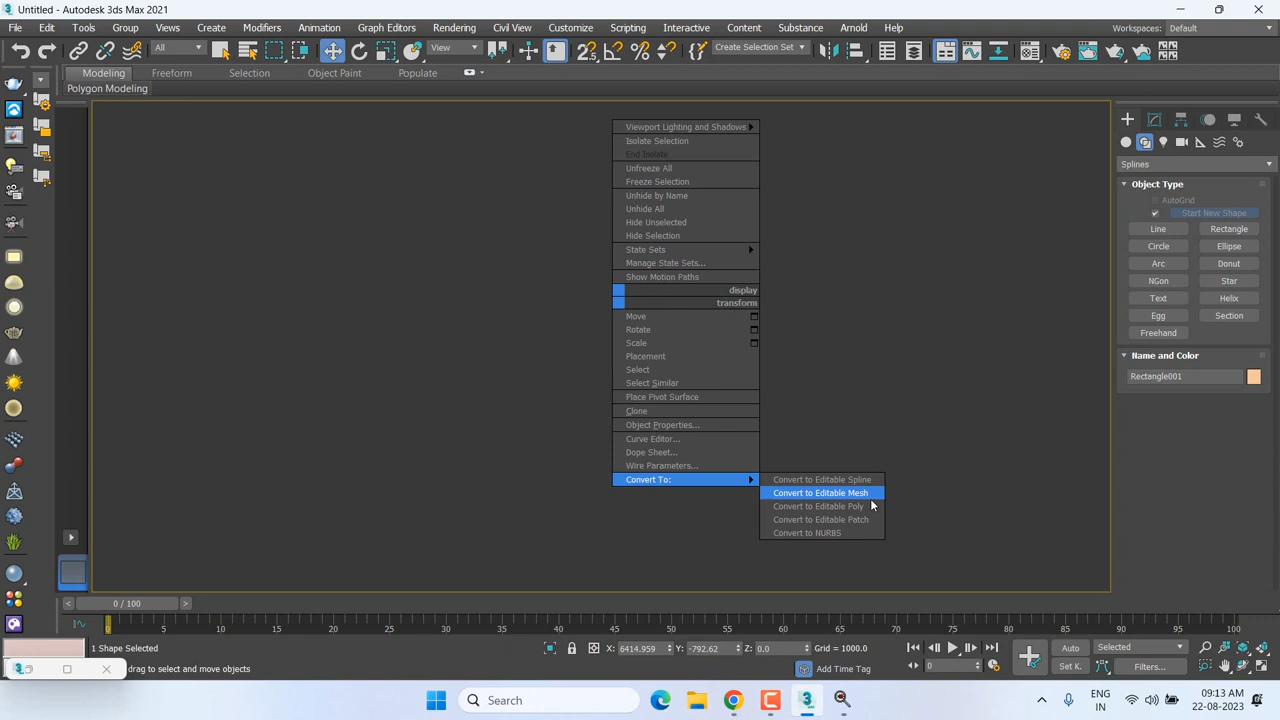 Untitled - Autodesk 3ds Max 2021
File Edit Tools Group Views Create Modifiers Animation Graph Editors Rendering Civil View Customize Scripting Interactive Content Substance Arnold Help Workspaces: Default
All View Create Selection Set
Modeling Freeform Selection Object Paint Populate
Polygon Modeling
Viewport Lighting and Shadows
Isolate Selection
End Isolate
Unfreeze All
Freeze Selection
Unhide by Name
Unhide All
Hide Unselected
Hide Selection
State Sets
Manage State Sets...
Show Motion Paths
display
transform
Move
Rotate
Scale
Placement
Select
Select Similar
Place Pivot Surface
Clone
Object Properties...
Curve Editor...
Dope Sheet...
Wire Parameters...
Convert To:
Convert to Editable Spline
Convert to Editable Mesh
Convert to Editable Poly
Convert to Editable Patch
Convert to NURBS
Splines
Object Type
AutoGrid
Start New Shape
Line Rectangle
Circle Ellipse
Arc Donut
NGon Star
Text Helix
Egg Section
Freehand
Name and Color
Rectangle001
0 / 100
0 5 10 15 20 25 30 35 40 45 50 55 60 65 70 75 80 85 90 95 100
1 Shape Selected X: 6414.959 Y: -792.62 Z: 0.0 Grid = 1000.0 Auto Selected
drag to select and move objects Add Time Tag 0 Set K. Filters...
Search
ENG
IN
09:13 AM
22-08-2023